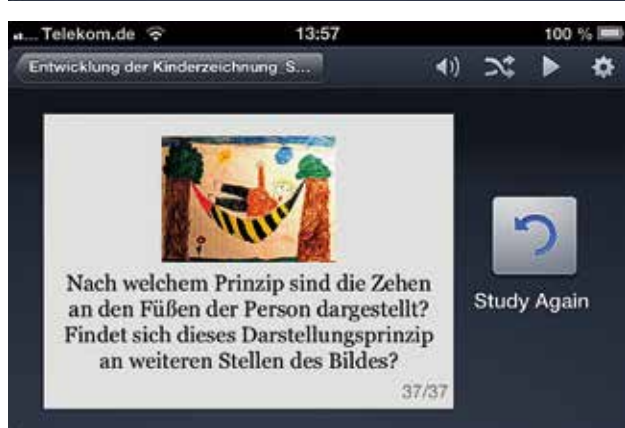 ... Telekom.de 13:57 100 %
Entwicklung der Kinderzeichnung_S...
Nach welchem Prinzip sind die Zehen
an den Füßen der Person dargestellt?
Findet sich dieses Darstellungsprinzip
an weiteren Stellen des Bildes?
37/37
Study Again